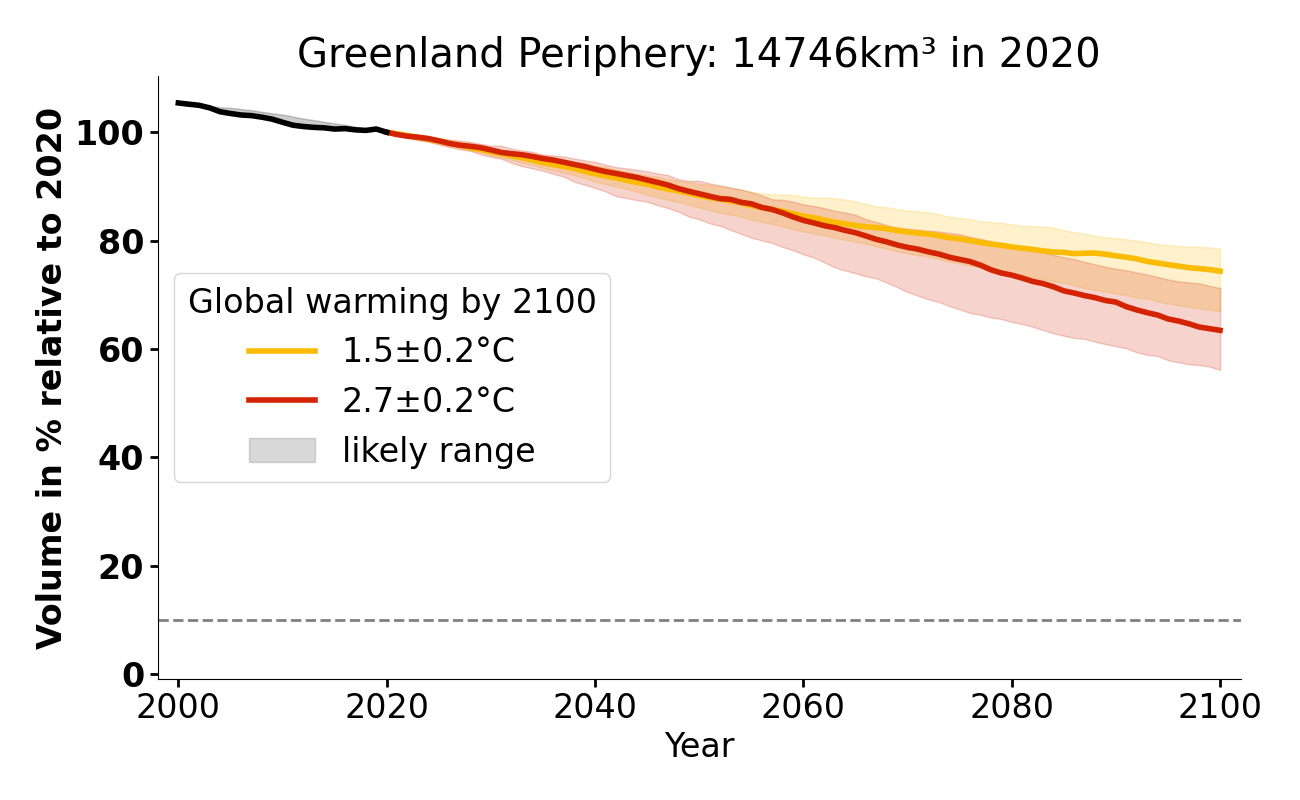 Greenland Periphery: 14746km³ in 2020
Volume in % relative to 2020
100
80
60
40
20
0
Global warming by 2100
1.5±0.2°C
2.7±0.2°C
likely range
2000 2020 2040 2060 2080 2100
Year